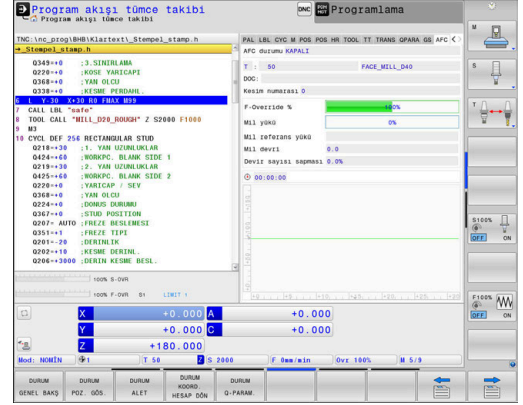 Program akışı tümce takibi
Program akışı tümce takibi
DNC
Programlama
TNC:\nc_prog\BHB\Klartext\_Stempel_stamp.h
→_Stempel_stamp.h
Q349=+0 ;3.SINIRLAMA
Q220=+0 ;KOSE YARICAPI
Q368=+0 ;YAN OLCU
Q338=+0 ;KESME PERDAHL.
6 L Y-30 X+30 R0 FMAX M99
7 CALL LBL "safe"
8 TOOL CALL "MILL_D20_ROUGH" Z S2000 F1000
9 M3
10 CYCL DEF 256 RECTANGULAR STUD
Q218=+30 ;1. YAN UZUNLUKLAR
Q424=+60 ;WORKPC. BLANK SIDE 1
Q219=+30 ;2. YAN UZUNLUKLAR
Q425=+60 ;WORKPC. BLANK SIDE 2
Q220=+0 ;YARICAP / SEV
Q368=+0 ;YAN OLCU
Q224=+0 ;DONUS DURUMU
Q367=+0 ;STUD POSITION
Q207= AUTO ;FREZE BESLEMESI
Q351=+1 ;FREZE TIPI
Q201=-20 ;DERINLIK
Q202=+10 ;KESME DERINL.
Q206=+3000 ;DERIN KESME BESL.
100% S-OVR
100% F-OVR S1 LIMIT 1
PAL LBL CYC M POS POS HR TOOL TT TRANS QPARA GS AFC
AFC durumu KAPALI
T : 50 FACE_MILL_D40
DOC:
Kesim numarası 0
F-Override % 100%
Mil yükü 0%
Mil referans yükü
Mil devri 0.0
Devir sayısı sapması 0.0%
00:00:00
X +0.000 A +0.000
Y +0.000 C +0.000
Z +180.000
Mod: NOMİN 1 T 50 Z S 2000 F 0mm/min Ovr 100% M 5/9
DURUM GENEL BAKŞ
DURUM POZ. GÖS.
DURUM ALET
DURUM KOORD. HESAP DÖN
DURUM Q-PARAM.
M
S
T
S100%
OFF ON
F100%
OFF ON